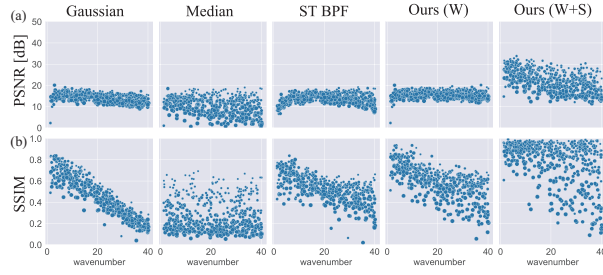 Gaussian Median ST BPF Ours (W) Ours (W+S)
(a)
PSNR [dB]
50
40
30
20
10
0
(b)
SSIM
1.0
0.8
0.6
0.4
0.2
0.0
0 20 40 0 20 40 0 20 40 0 20 40 0 20 40
wavenumber wavenumber wavenumber wavenumber wavenumber